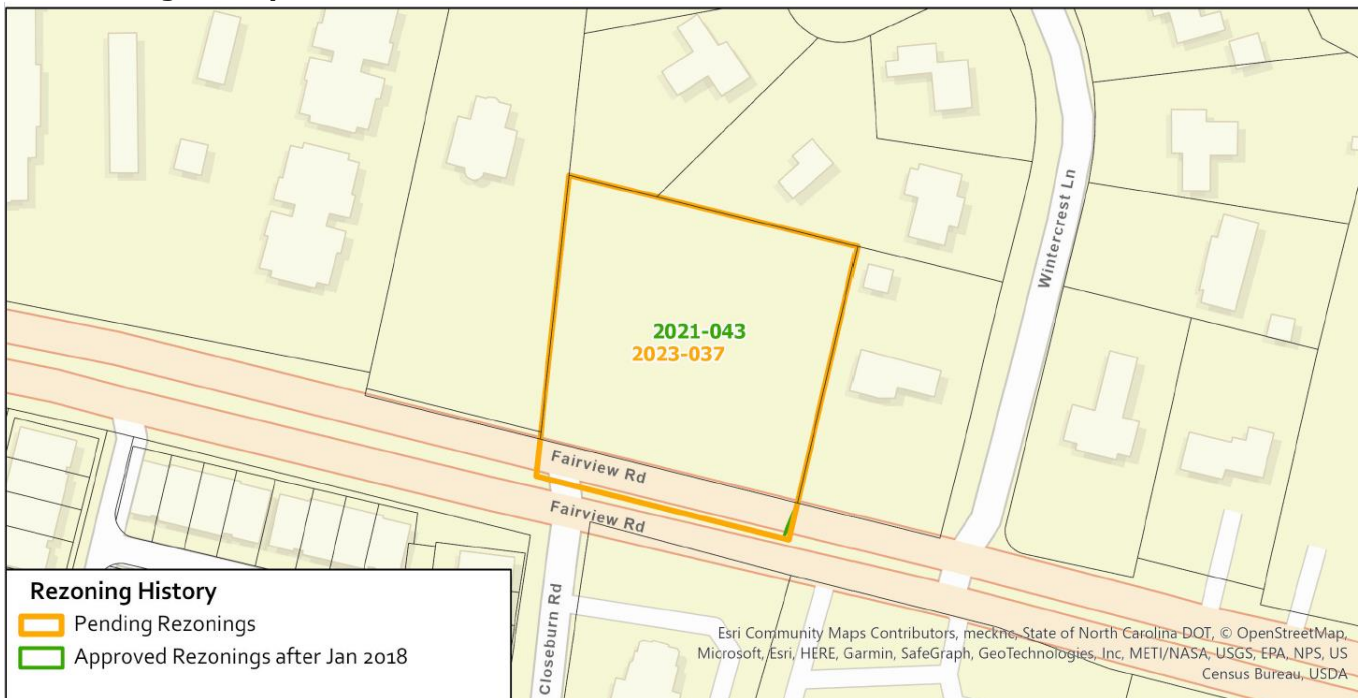 2021-043
2023-037
Wintercrest Ln
Fairview Rd
Fairview Rd
Closeburn Rd
Rezoning History
Pending Rezonings
Approved Rezonings after Jan 2018
Esri Community Maps Contributors, mecknc, State of North Carolina DOT, © OpenStreetMap,
Microsoft, Esri, HERE, Garmin, SafeGraph, GeoTechnologies, Inc, METI/NASA, USGS, EPA, NPS, US
Census Bureau, USDA